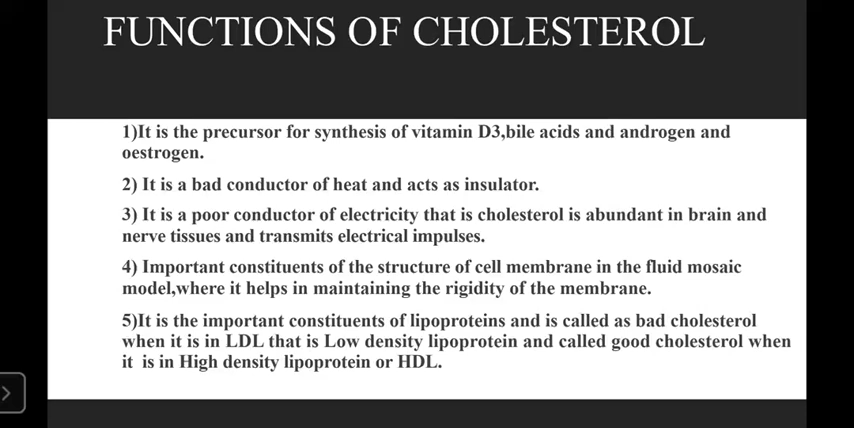 FUNCTIONS OF CHOLESTEROL
1)It is the precursor for synthesis of vitamin D3,bile acids and androgen and
oestrogen.
2) It is a bad conductor of heat and acts as insulator.
3) It is a poor conductor of electricity that is cholesterol is abundant in brain and
nerve tissues and transmits electrical impulses.
4) Important constituents of the structure of cell membrane in the fluid mosaic
model,where it helps in maintaining the rigidity of the membrane.
5)It is the important constituents of lipoproteins and is called as bad cholesterol
when it is in LDL that is Low density lipoprotein and called good cholesterol when
it is in High density lipoprotein or HDL.